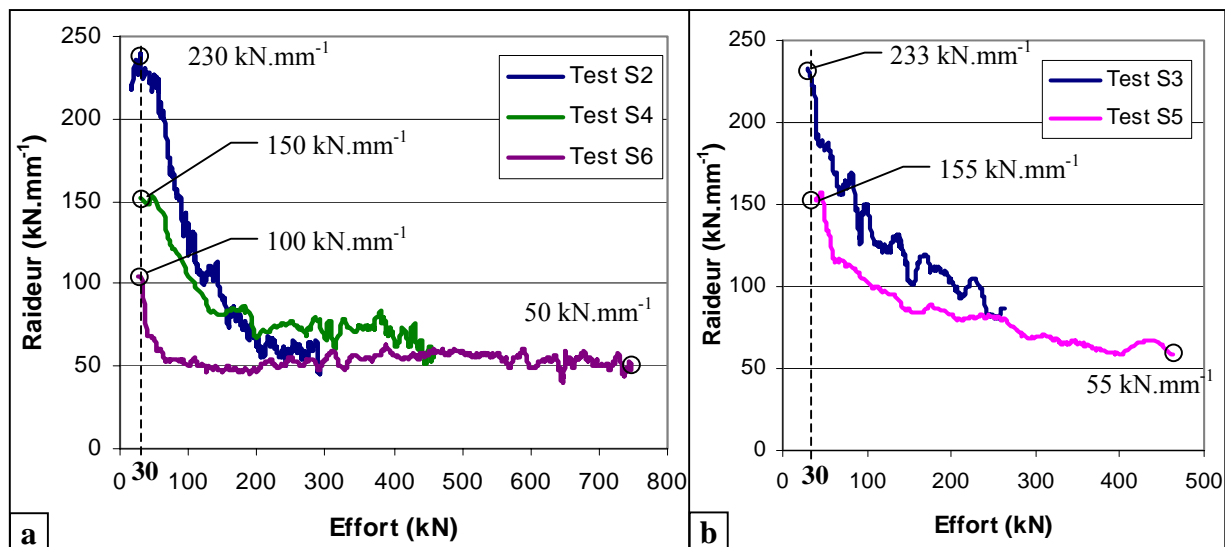 250
200
150
100
50
0
Raideur (kN.mm-1)
230 kN.mm-1
150 kN.mm-1
100 kN.mm-1
50 kN.mm-1
Test S2
Test S4
Test S6
30
0 100 200 300 400 500 600 700 800
Effort (kN)
a
250
200
150
100
50
0
Raideur (kN.mm-1)
233 kN.mm-1
155 kN.mm-1
55 kN.mm-1
Test S3
Test S5
30
0 100 200 300 400 500
Effort (kN)
b